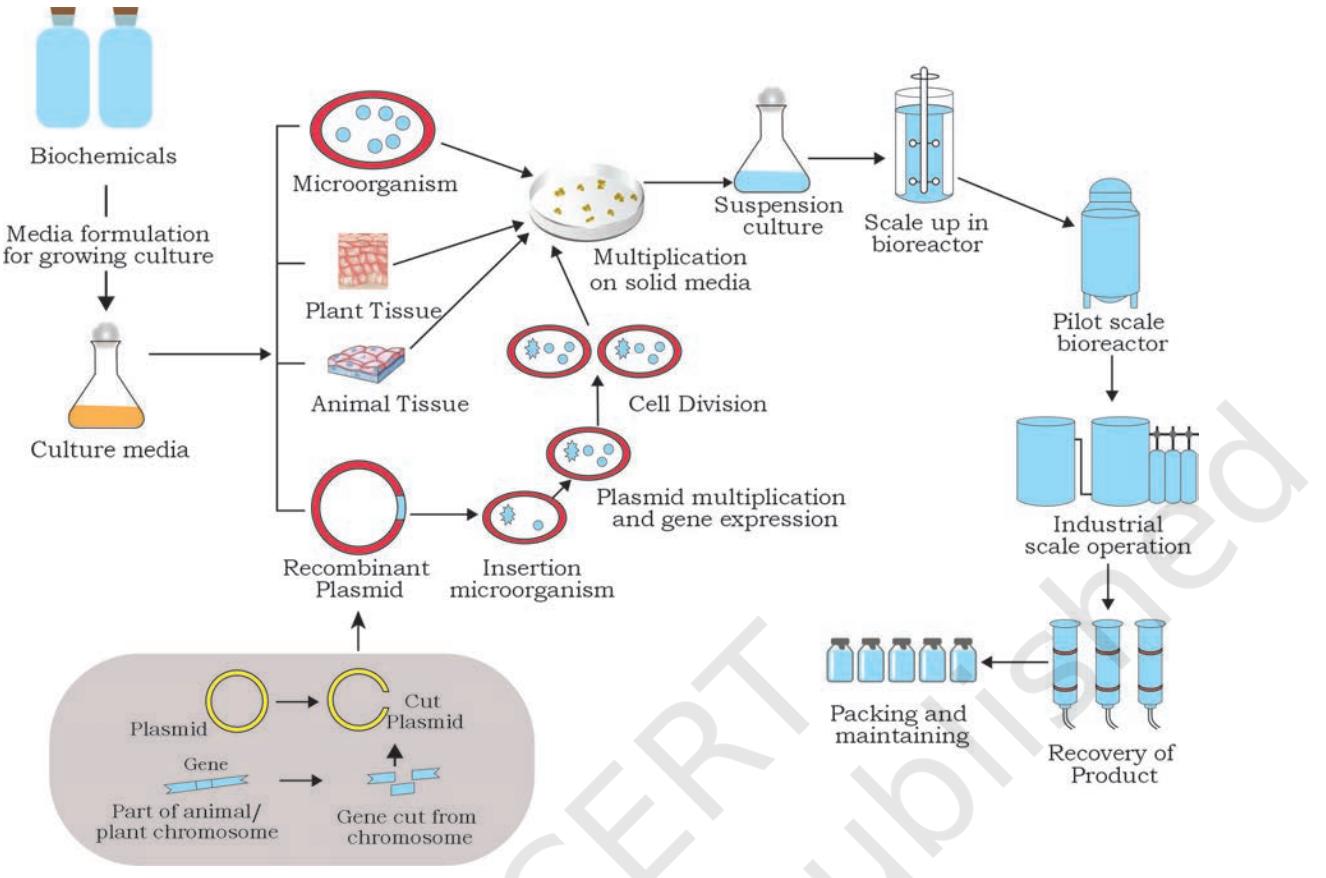 Biochemicals
Media formulation
for growing culture
Culture media
Microorganism
Plant Tissue
Animal Tissue
Recombinant
Plasmid
Insertion
microorganism
Plasmid multiplication
and gene expression
Cell Division
Multiplication
on solid media
Suspension
culture
Scale up in
bioreactor
Pilot scale
bioreactor
Industrial
scale operation
Recovery of
Product
Packing and
maintaining
Plasmid
Cut
Plasmid
Gene
Part of animal/
plant chromosome
Gene cut from
chromosome
CERT
ublished